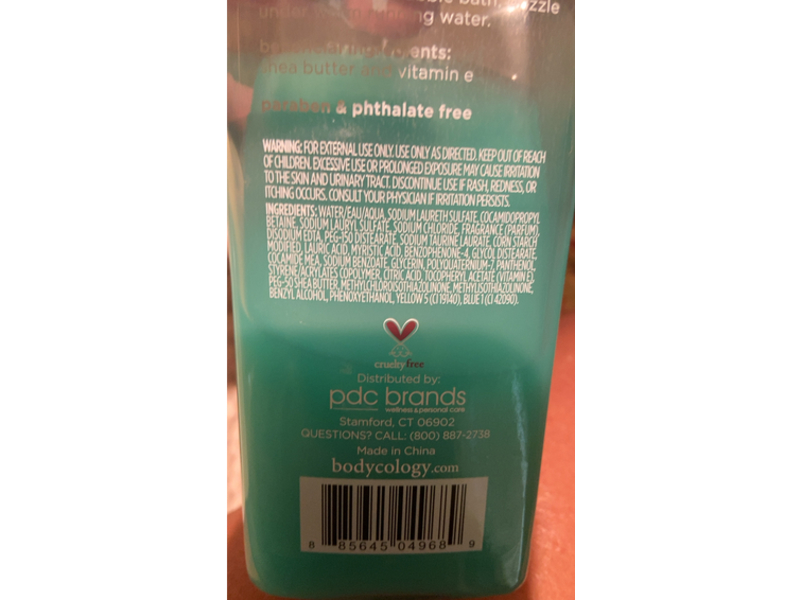 under warm running water.
beneficial ingredients:
shea butter and vitamin e
paraben & phthalate free
WARNING: FOR EXTERNAL USE ONLY. USE ONLY AS DIRECTED. KEEP OUT OF REACH
OF CHILDREN. EXCESSIVE USE OR PROLONGED EXPOSURE MAY CAUSE IRRITATION
TO THE SKIN AND URINARY TRACT. DISCONTINUE USE IF RASH, REDNESS, OR
ITCHING OCCURS. CONSULT YOUR PHYSICIAN IF IRRITATION PERSISTS.
INGREDIENTS: WATER/EAU/AQUA, SODIUM LAURETH SULFATE, COCAMIDOPROPYL
BETAINE, SODIUM LAURYL SULFATE, SODIUM CHLORIDE, FRAGRANCE (PARFUM),
DISODIUM EDTA, PEG-150 DISTEARATE, SODIUM TAURINE LAURATE, CORN STARCH
MODIFIED, LAURIC ACID, MYRISTIC ACID, BENZOPHENONE-4, GLYCOL DISTEARATE,
COCAMIDE MEA, SODIUM BENZOATE, GLYCERIN, POLYQUATERNIUM-7, PANTHENOL,
STYRENE/ACRYLATES COPOLYMER, CITRIC ACID, TOCOPHERYL ACETATE (VITAMIN E),
PEG-50 SHEA BUTTER, METHYLCHLOROISOTHIAZOLINONE, METHYLISOTHIAZOLINONE,
BENZYL ALCOHOL, PHENOXYETHANOL, YELLOW 5 (CI 19140), BLUE 1 (CI 42090).
crueltyfree
Distributed by:
pdc brands
wellness & personal care
Stamford, CT 06902
QUESTIONS? CALL: (800) 887-2738
Made in China
bodycology.com
8 85645 04968 9